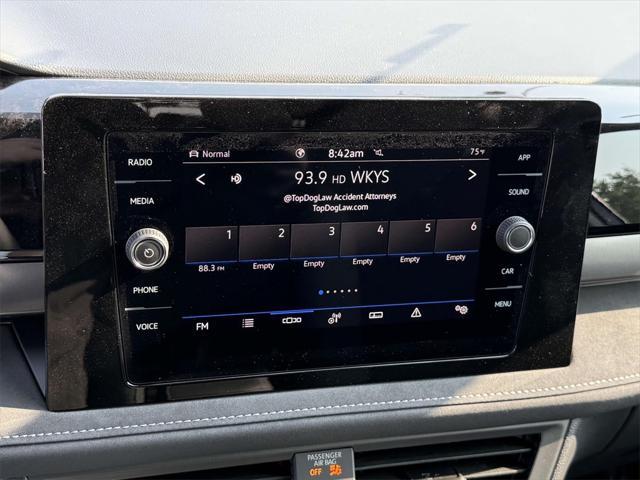 RADIO
MEDIA
PHONE
VOICE
Normal 8:42am 75°F
93.9 HD WKYS
@TopDogLaw Accident Attorneys
TopDogLaw.com
1 2 3 4 5 6
88.3 FM Empty Empty Empty Empty Empty
FM
APP
SOUND
CAR
MENU
PASSENGER
AIR BAG
OFF